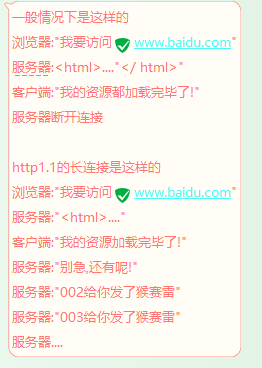 一般情况下是这样的
浏览器:"我要访问 www.baidu.com"
服务器:<html>...."</ html>"
客户端:"我的资源都加载完毕了!"
服务器断开连接
http1.1的长连接是这样的
浏览器:"我要访问 www.baidu.com"
服务器:"<html>...."
客户端:"我的资源加载完毕了!"
服务器:"别急,还有呢!"
服务器:"002给你发了猴赛雷"
服务器:"003给你发了猴赛雷"
服务器....